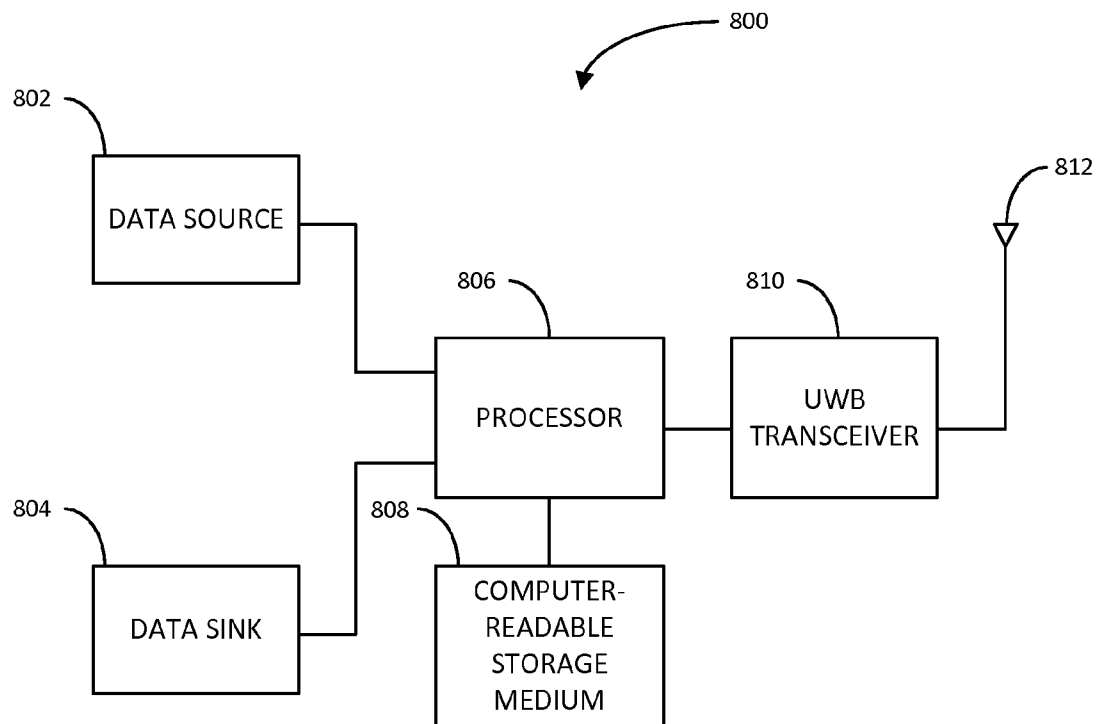 800
802
812
DATA SOURCE
806
810
PROCESSOR
UWB
TRANSCEIVER
804
808
DATA SINK
COMPUTER-
READABLE
STORAGE
MEDIUM